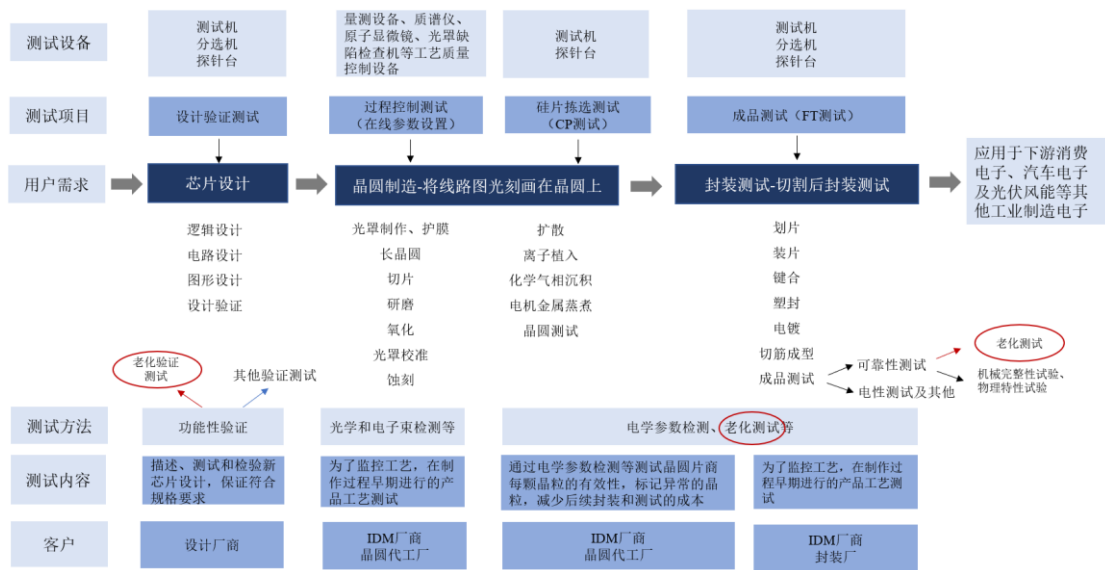 测试设备
测试机
分选机
探针台
量测设备、质谱仪、
原子显微镜、光罩缺
陷检查机等工艺质量
控制设备
测试机
探针台
测试机
分选机
探针台
测试项目
设计验证测试
过程控制测试
（在线参数设置）
硅片拣选测试
（CP测试）
成品测试（FT测试）
用户需求
芯片设计
晶圆制造-将线路图光刻画在晶圆上
封装测试-切割后封装测试
应用于下游消费
电子、汽车电子
及光伏风能等其
他工业制造电子
逻辑设计
电路设计
图形设计
设计验证
光罩制作、护膜
长晶圆
切片
研磨
氧化
光罩校准
蚀刻
扩散
离子植入
化学气相沉积
电机金属蒸煮
晶圆测试
划片
装片
键合
塑封
电镀
切筋成型
成品测试
可靠性测试
电性测试及其他
老化测试
机械完整性试验、
物理特性试验
老化验证
测试
其他验证测试
测试方法
功能性验证
光学和电子束检测等
电学参数检测、老化测试等
测试内容
描述、测试和检验新
芯片设计，保证符合
规格要求
为了监控工艺，在制
作过程早期进行的产
品工艺测试
通过电学参数检测等测试晶圆片商
每颗晶粒的有效性，标记异常的晶
粒，减少后续封装和测试的成本
为了监控工艺，在制作过
程早期进行的产品工艺测
试
客户
设计厂商
IDM厂商
晶圆代工厂
IDM厂商
晶圆代工厂
IDM厂商
封装厂